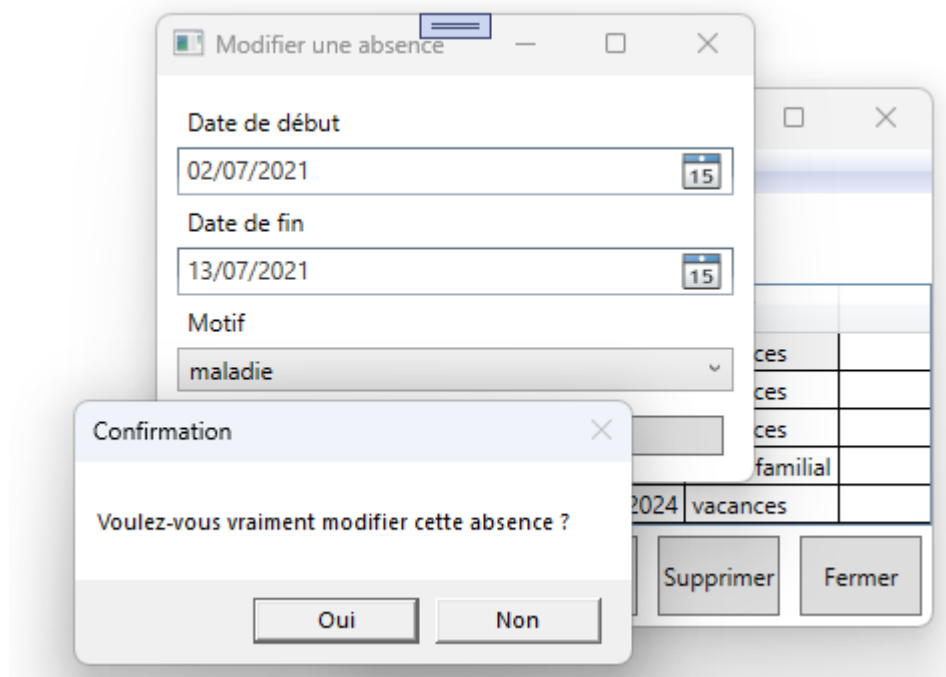 Modifier une absence
Date de début
02/07/2021
15
Date de fin
13/07/2021
15
Motif
maladie
ces
ces
ces
familial
2024 vacances
Supprimer
Fermer
Confirmation
Voulez-vous vraiment modifier cette absence ?
Oui
Non